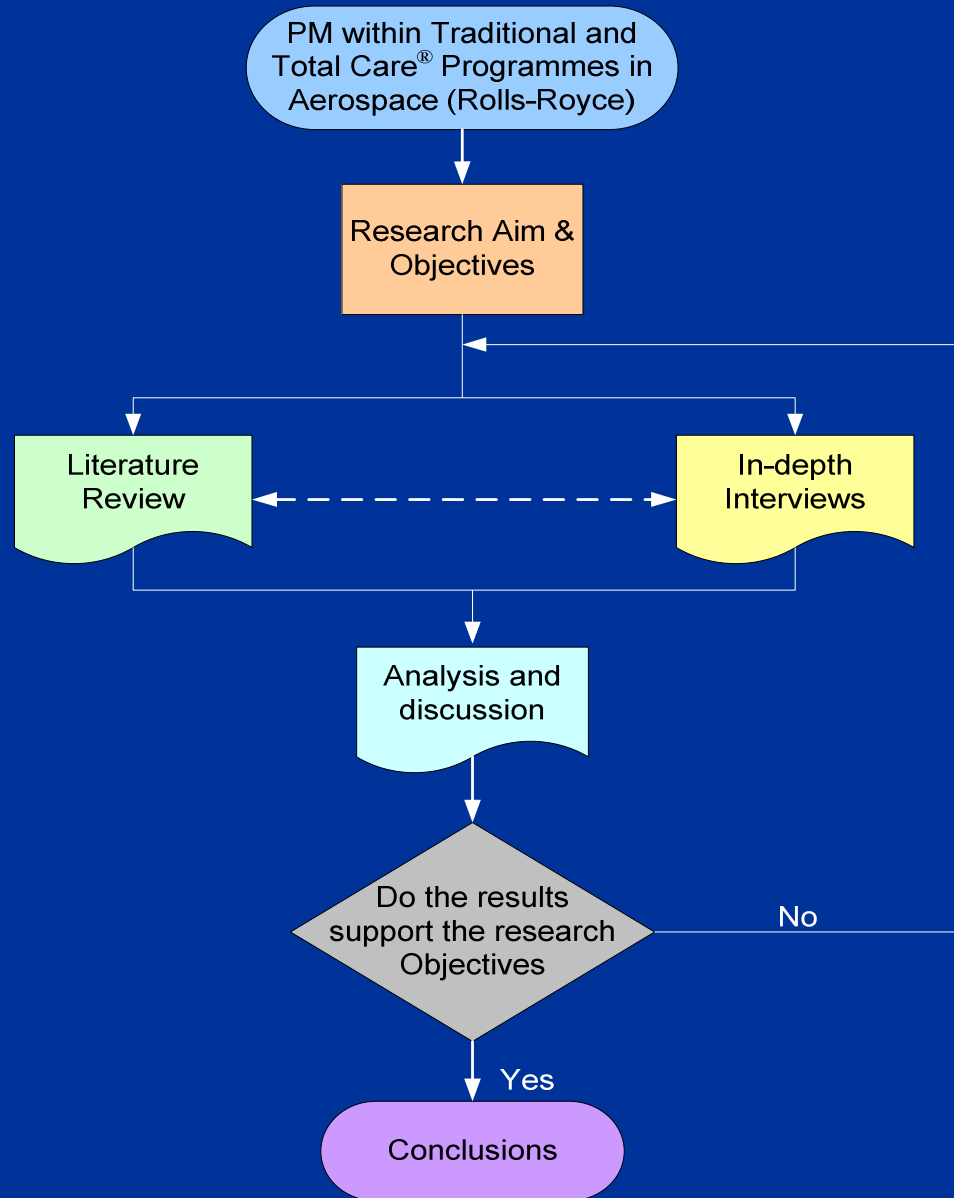 PM within Traditional and
Total Care® Programmes in
Aerospace (Rolls-Royce)
Research Aim &
Objectives
Literature
Review
In-depth
Interviews
Analysis and
discussion
Do the results
support the research
Objectives
No
Yes
Conclusions